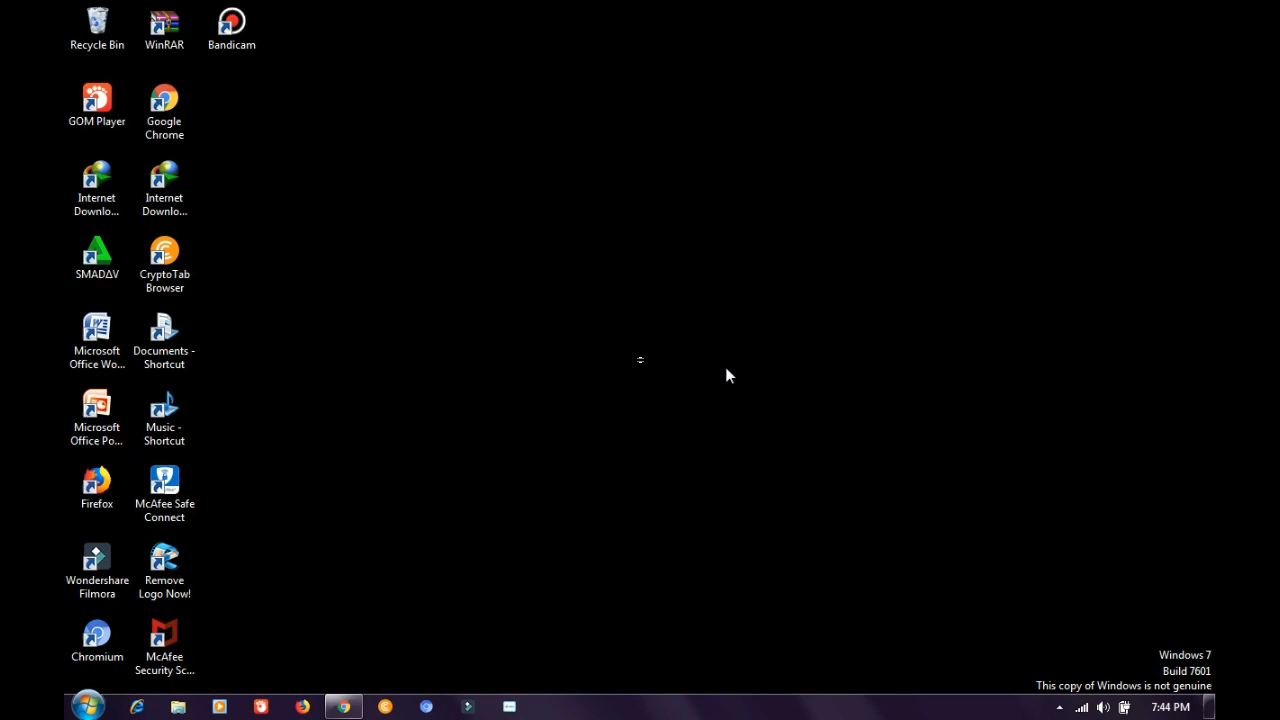 Recycle Bin
WinRAR
Bandicam
GOM Player
Google
Chrome
Internet
Downlo...
Internet
Downlo...
SMADΔV
CryptoTab
Browser
Microsoft
Office Wo...
Documents -
Shortcut
Microsoft
Office Po...
Music -
Shortcut
Firefox
McAfee Safe
Connect
Wondershare
Filmora
Remove
Logo Now!
Chromium
McAfee
Security Sc...
Windows 7
Build 7601
This copy of Windows is not genuine
7:44 PM